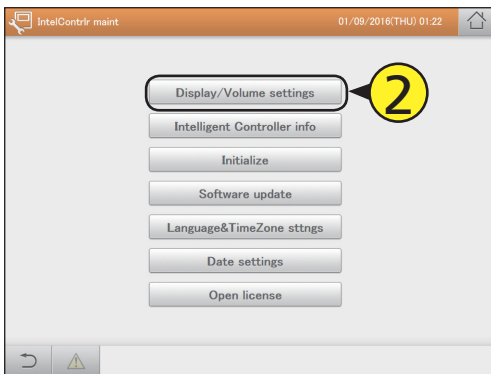 IntelContrlr maint
01/09/2016(THU) 01:22
Display/Volume settings
2
Intelligent Controller info
Initialize
Software update
Language&TimeZone sttngs
Date settings
Open license